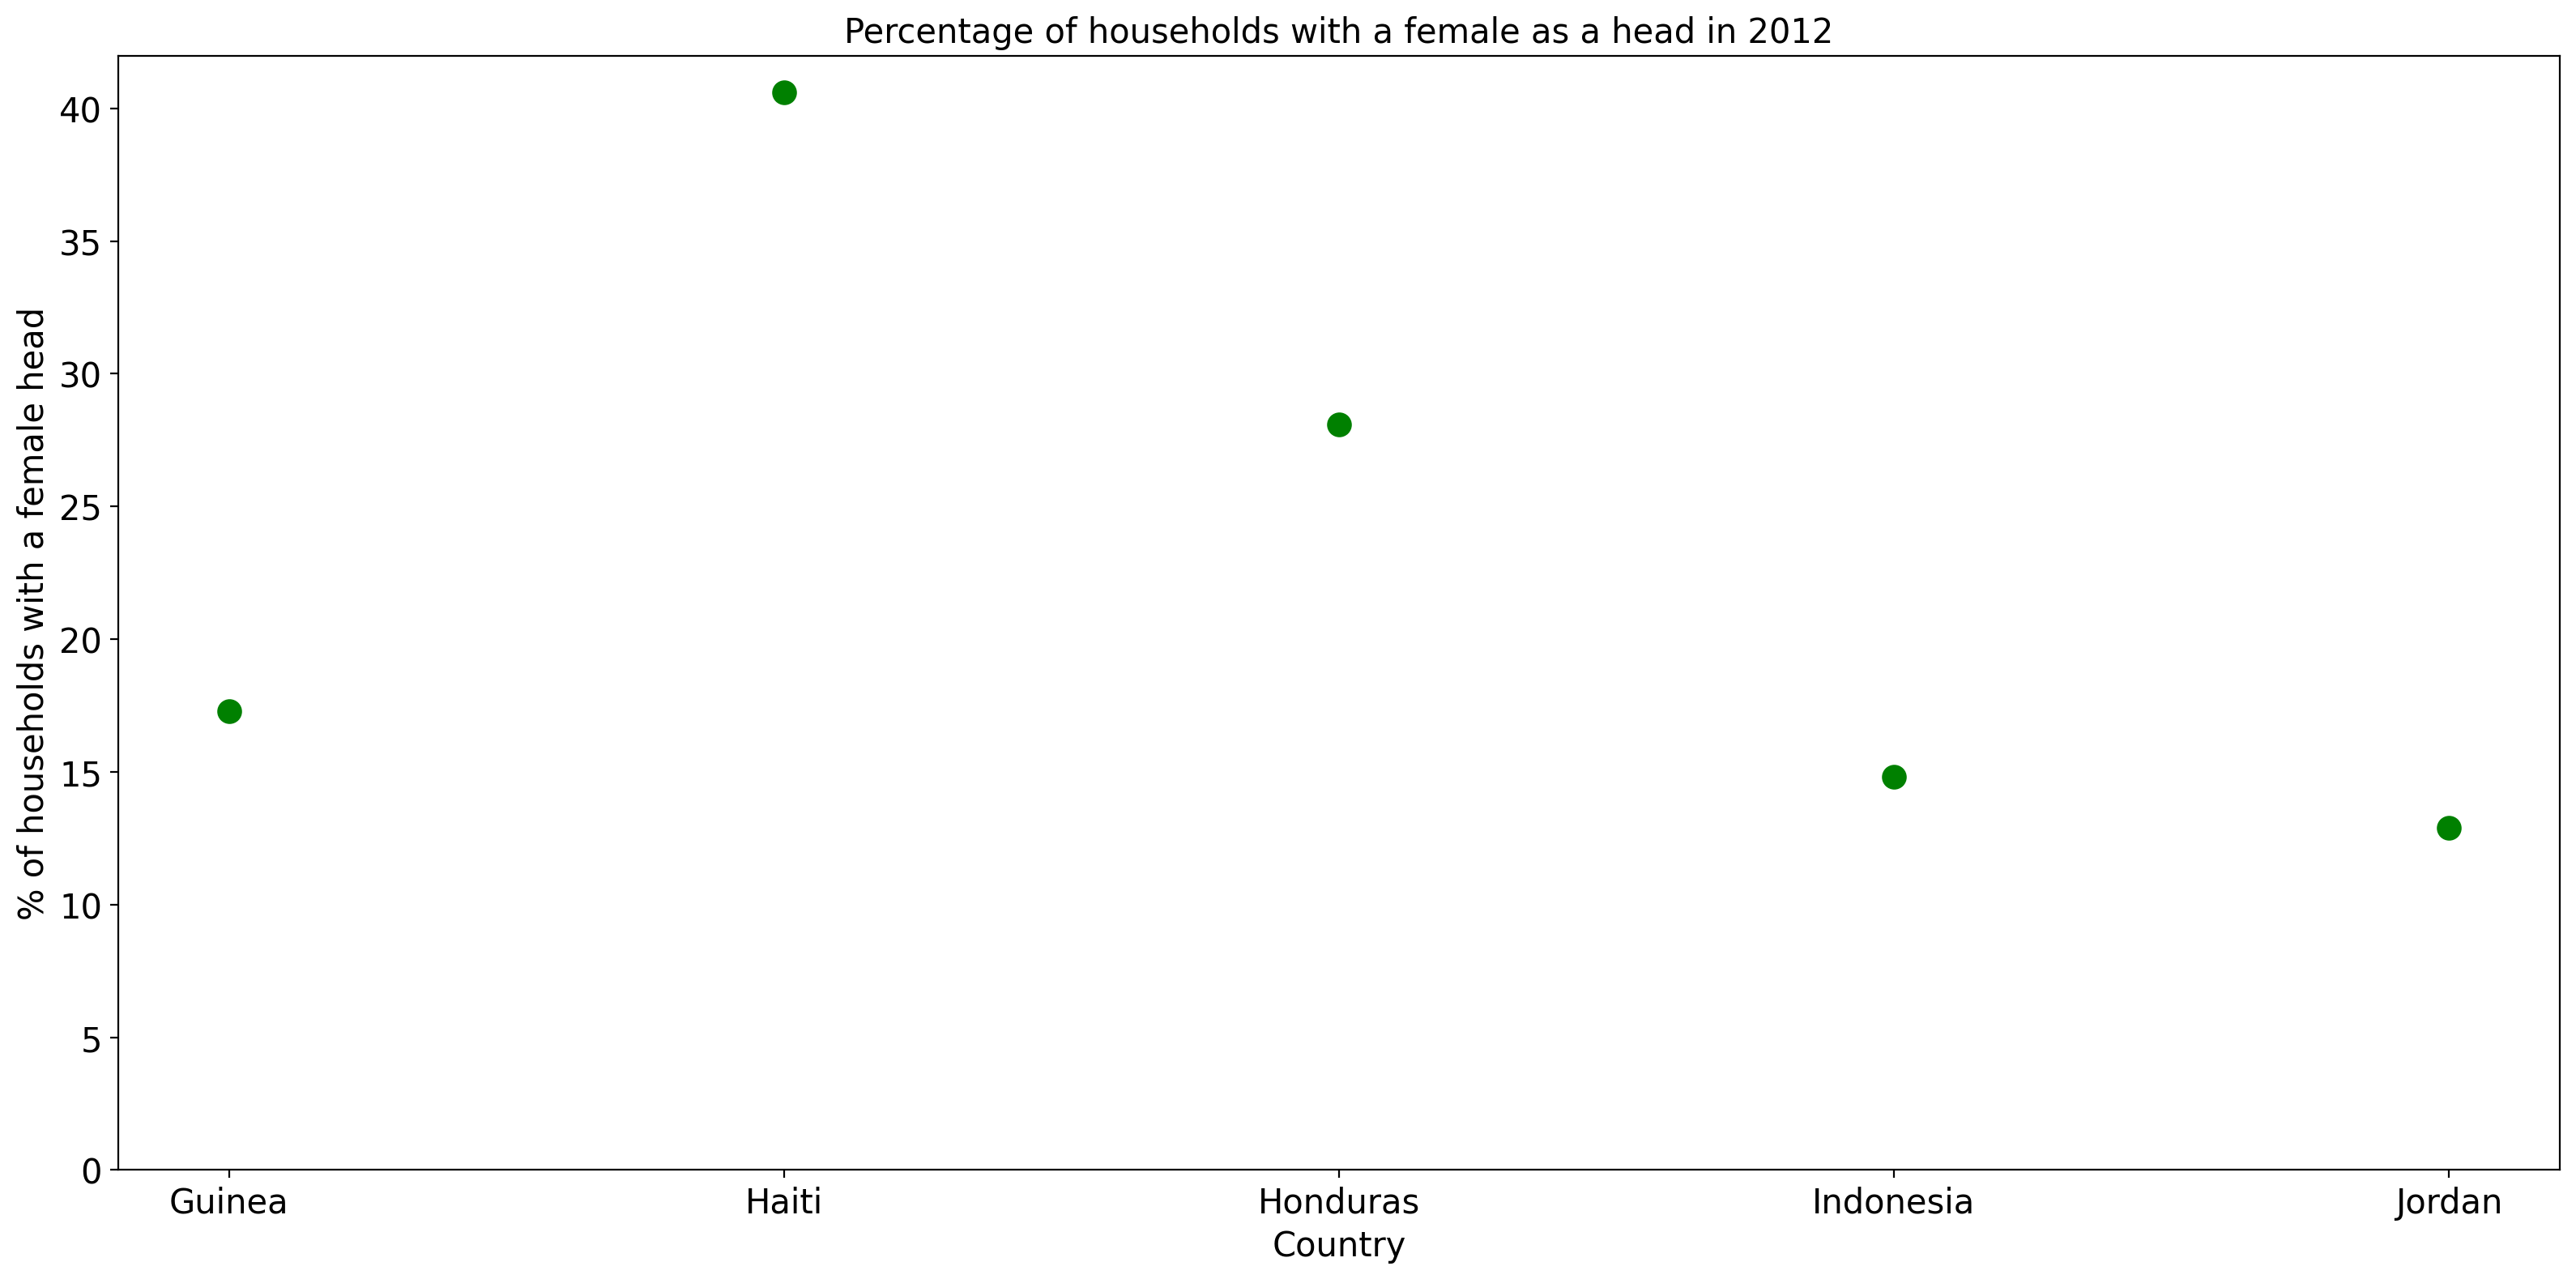 Percentage of households with a female as a head in 2012
% of households with a female head
40
35
30
25
20
15
10
5
0
Guinea Haiti Honduras Indonesia Jordan
Country